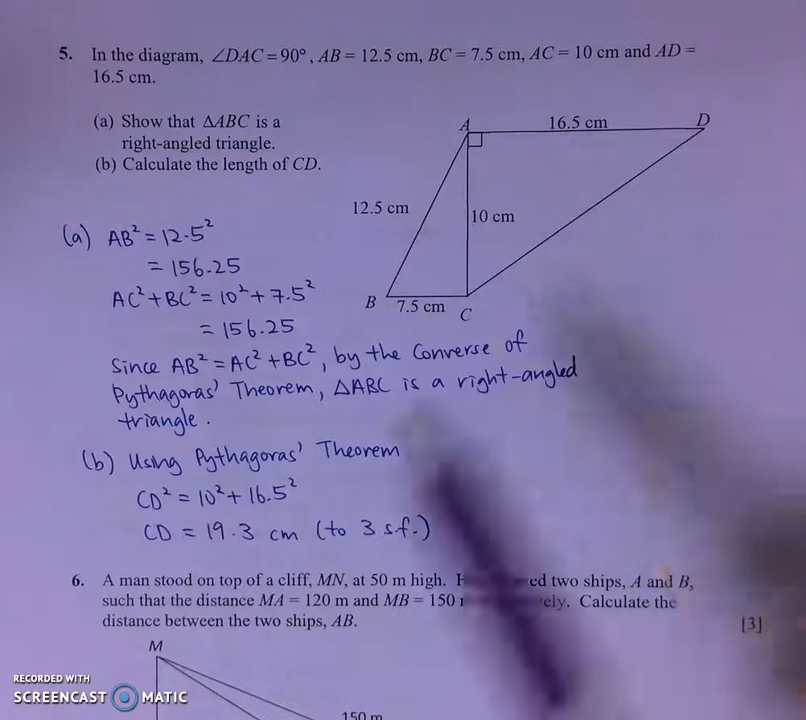 5. In the diagram, ∠DAC = 90°, AB = 12.5 cm, BC = 7.5 cm, AC = 10 cm and AD =
16.5 cm.
(a) Show that ΔABC is a
right-angled triangle.
(b) Calculate the length of CD.
A
16.5 cm
D
12.5 cm
10 cm
B
7.5 cm
C
(a) AB² = 12.5²
= 156.25
AC² + BC² = 10² + 7.5²
= 156.25
Since AB² = AC² + BC², by the Converse of
Pythagoras' Theorem, ΔABC is a right-angled
triangle.
(b) Using Pythagoras' Theorem
CD² = 10² + 16.5²
CD = 19.3 cm (to 3 s.f.)
6. A man stood on top of a cliff, MN, at 50 m high. ed two ships, A and B,
such that the distance MA = 120 m and MB = 150 ely. Calculate the
distance between the two ships, AB.
[3]
M
150 m
RECORDED WITH
SCREENCAST MATIC